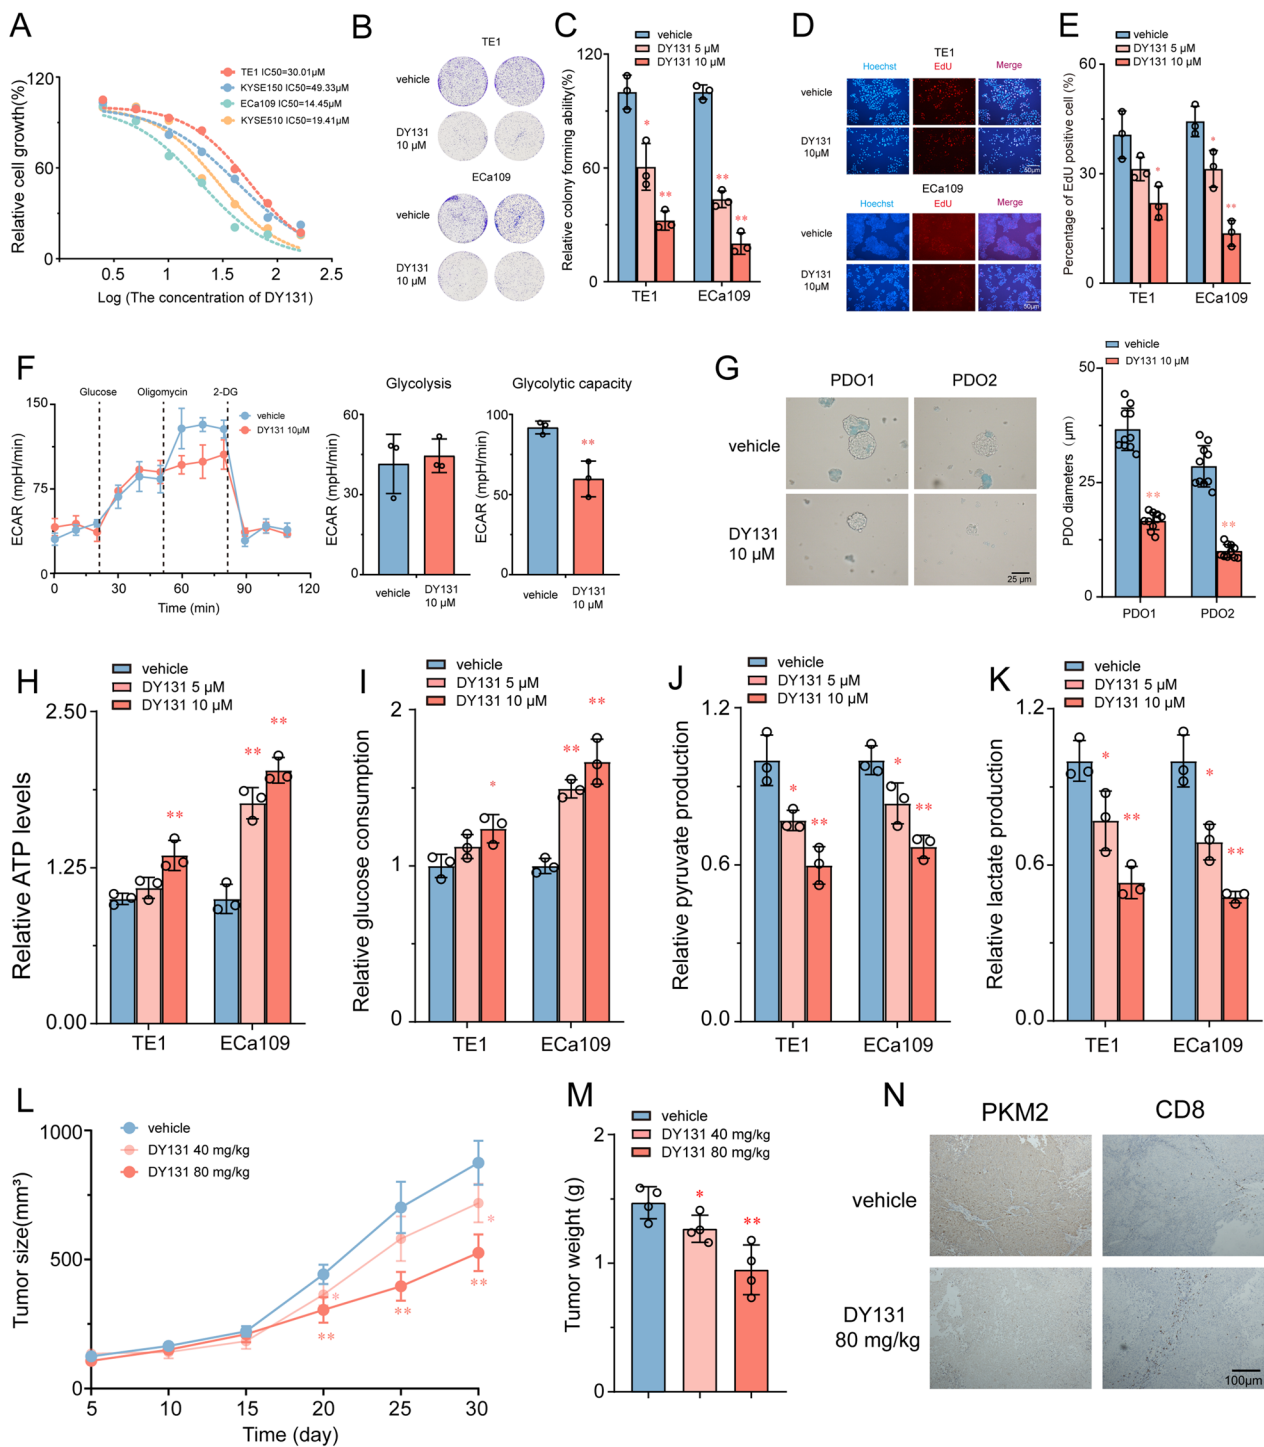 A
120
60
0
0.5
1.0
1.5
2.0
2.5
Relative cell growth(%)
Log (The concentration of DY131)
TE1 IC50=30.01μM
KYSE150 IC50=49.33μM
ECa109 IC50=14.45μM
KYSE510 IC50=19.41μM
B
TE1
vehicle
DY131
10 μM
ECa109
vehicle
DY131
10 μM
C
vehicle
DY131 5 μM
DY131 10 μM
Relative colony forming ability(%)
120
60
0
*
**
**
**
TE1
ECa109
D
TE1
Hoechst
EdU
Merge
vehicle
DY131
10μM
50μm
ECa109
Hoechst
EdU
Merge
vehicle
DY131
10μM
50μm
E
vehicle
DY131 5 μM
DY131 10 μM
Percentage of EdU positive cell (%)
60
30
0
*
*
**
TE1
ECa109
F
Glucose
Oligomycin
2-DG
vehicle
DY131 10μM
ECAR (mpH/min)
150
75
0
0
30
60
90
120
Time (min)
Glycolysis
ECAR (mpH/min)
60
30
0
vehicle
DY131
10 μM
Glycolytic capacity
ECAR (mpH/min)
100
50
0
**
vehicle
DY131
10 μM
G
PDO1
PDO2
vehicle
DY131
10 μM
25 μm
vehicle
DY131 10 μM
PDO diameters (μm)
50
25
0
**
**
PDO1
PDO2
H
vehicle
DY131 5 μM
DY131 10 μM
Relative ATP levels
2.50
1.25
0.00
**
**
**
TE1
ECa109
I
vehicle
DY131 5 μM
DY131 10 μM
Relative glucose consumption
2
1
0
*
**
**
TE1
ECa109
J
vehicle
DY131 5 μM
DY131 10 μM
Relative pyruvate production
1.2
0.6
0.0
*
**
*
**
TE1
ECa109
K
vehicle
DY131 5 μM
DY131 10 μM
Relative lactate production
1.2
0.6
0.0
*
**
*
**
TE1
ECa109
L
vehicle
DY131 40 mg/kg
DY131 80 mg/kg
Tumor size(mm³)
1000
500
0
*
**
**
*
**
5
10
15
20
25
30
Time (day)
M
vehicle
DY131 40 mg/kg
DY131 80 mg/kg
Tumor weight (g)
2
1
0
*
**
N
PKM2
CD8
vehicle
DY131
80 mg/kg
100μm